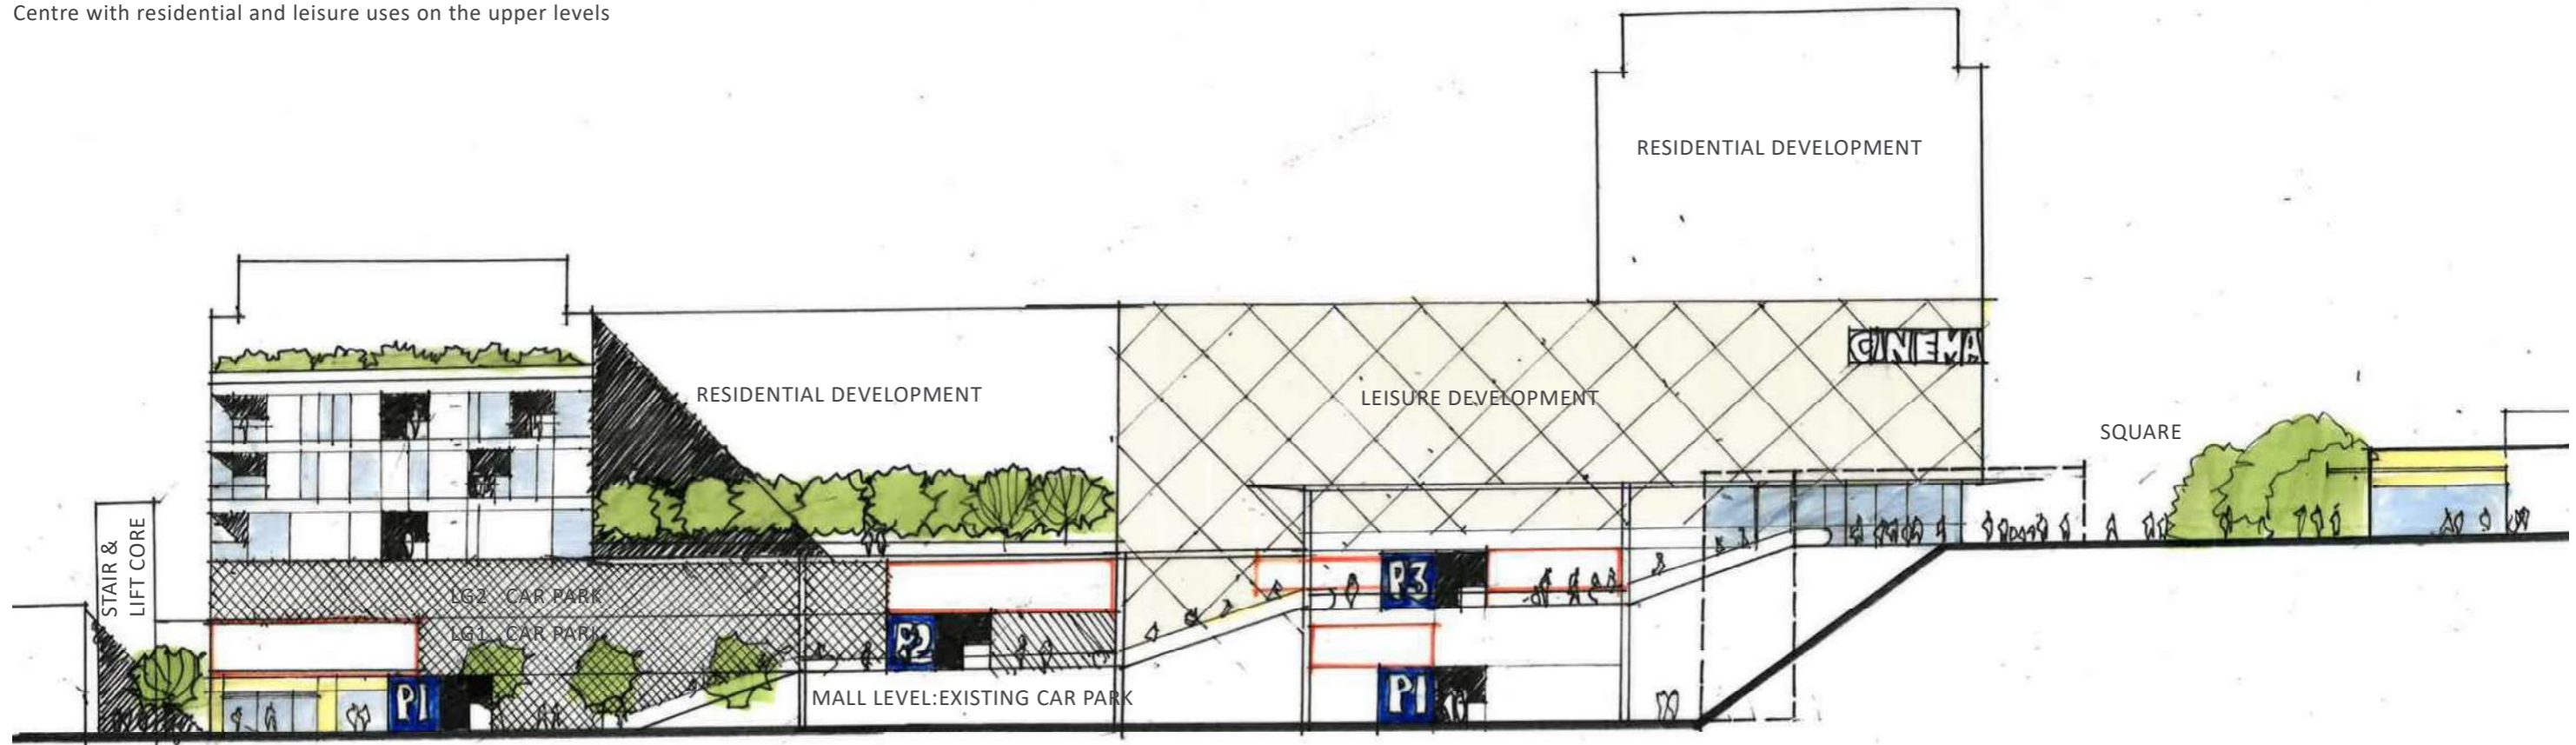 Centre with residential and leisure uses on the upper levels
RESIDENTIAL DEVELOPMENT
CINEMA
RESIDENTIAL DEVELOPMENT
LEISURE DEVELOPMENT
SQUARE
STAIR &
LIFT CORE
LG2 CAR PARK
LG1 CAR PARK
P3
P2
P1
P1
MALL LEVEL:EXISTING CAR PARK